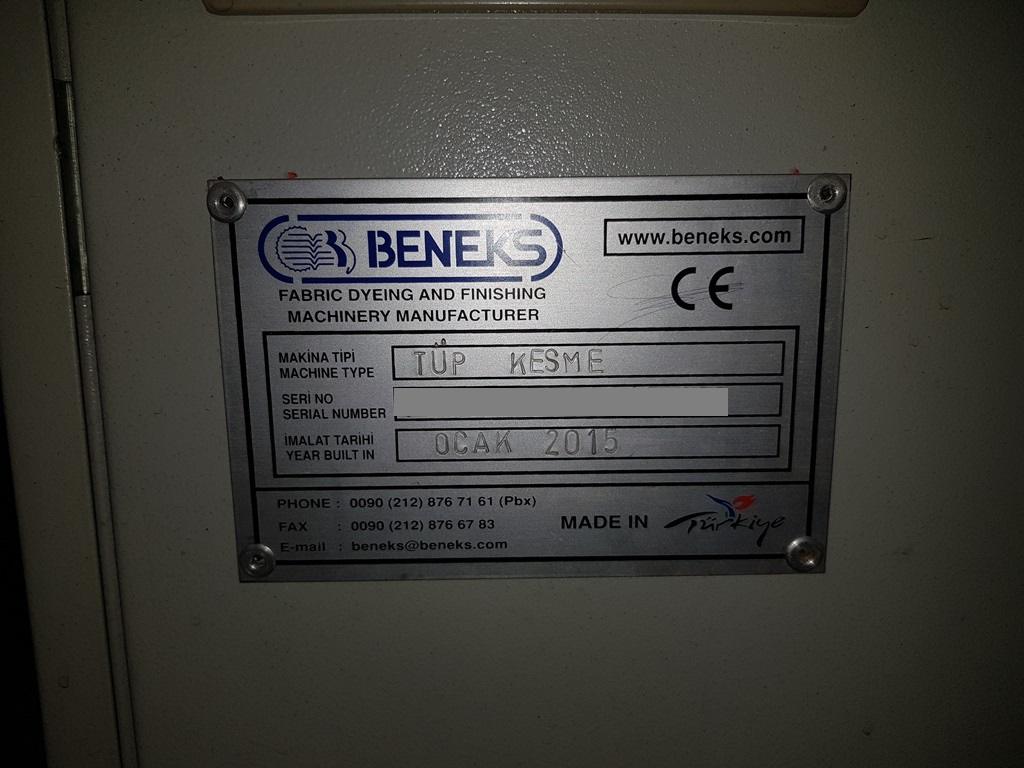 BENEKS
www.beneks.com
CE
FABRIC DYEING AND FINISHING
MACHINERY MANUFACTURER
MAKİNA TİPİ
MACHINE TYPE
TÜP KESME
SERİ NO
SERIAL NUMBER
İMALAT TARİHİ
YEAR BUILT IN
OCAK 2015
PHONE : 0090 (212) 876 71 61 (Pbx)
FAX : 0090 (212) 876 67 83
E-mail : beneks@beneks.com
MADE IN Türkiye